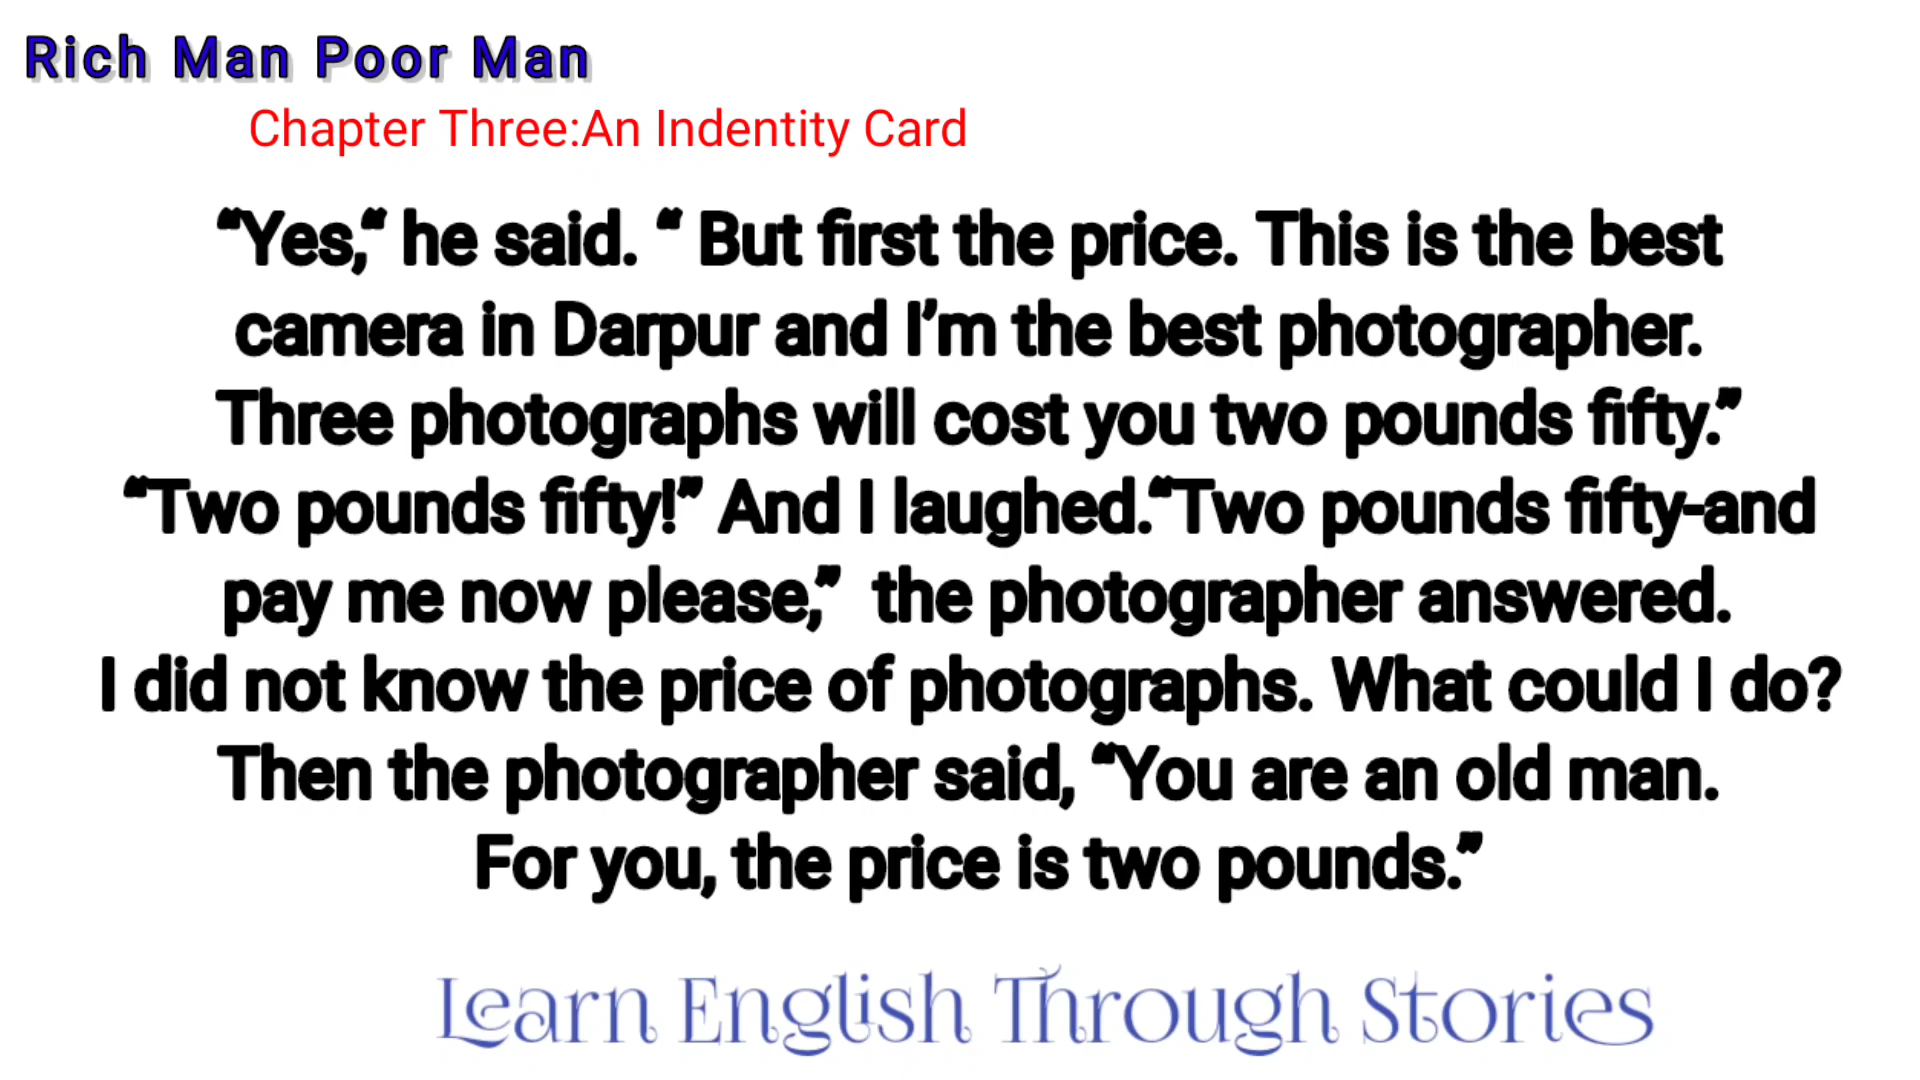 Rich Man Poor Man
Chapter Three:An Indentity Card
“Yes,“ he said. “ But first the price. This is the best
camera in Darpur and I’m the best photographer.
Three photographs will cost you two pounds fifty.”
“Two pounds fifty!” And I laughed.“Two pounds fifty-and
pay me now please,”  the photographer answered.
I did not know the price of photographs. What could I do?
Then the photographer said, “You are an old man.
For you, the price is two pounds.”
Learn English Through Stories